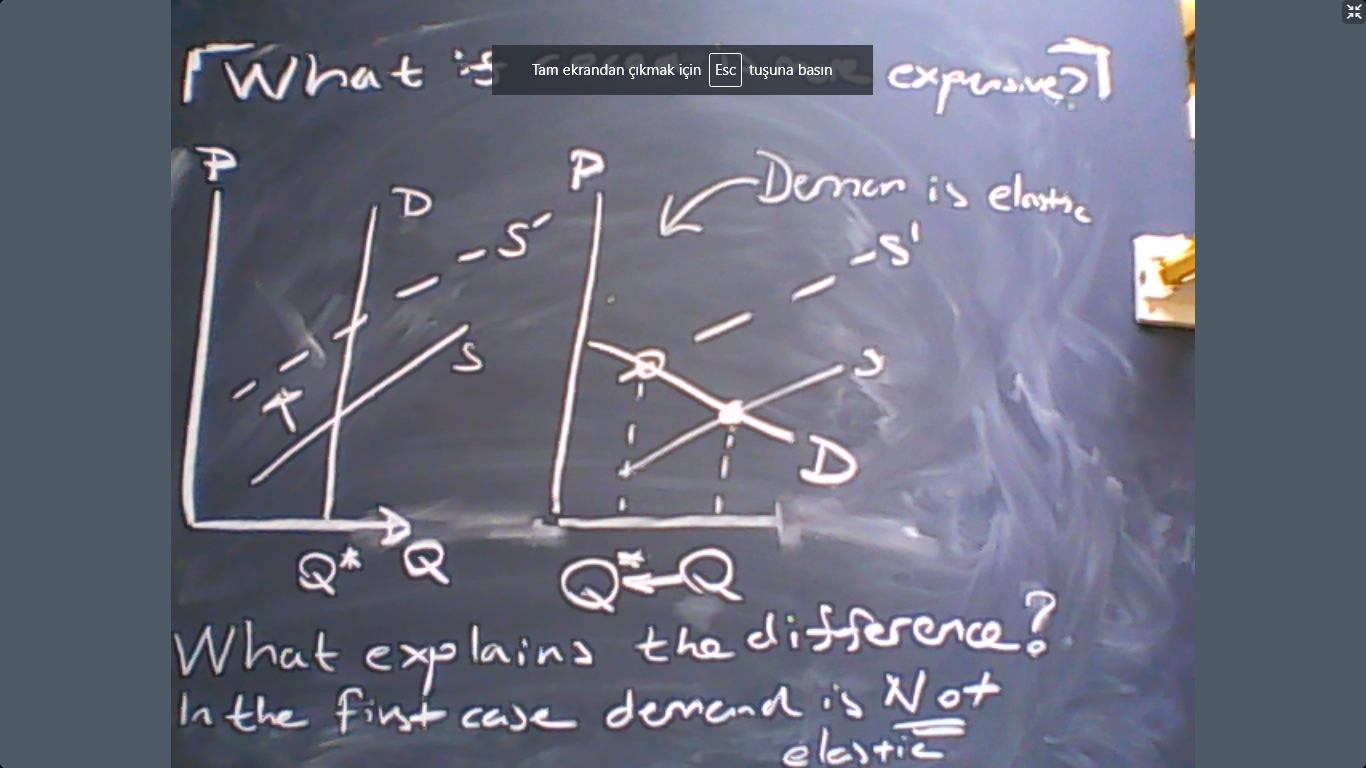 What is expensive?
Tam ekrandan çıkmak için Esc tuşuna basın
P
D
S'
S
Q*
Q
P
Deman is elastic
S'
S
D
Q* Q
What explains the difference?
In the first case demand is Not
elastic